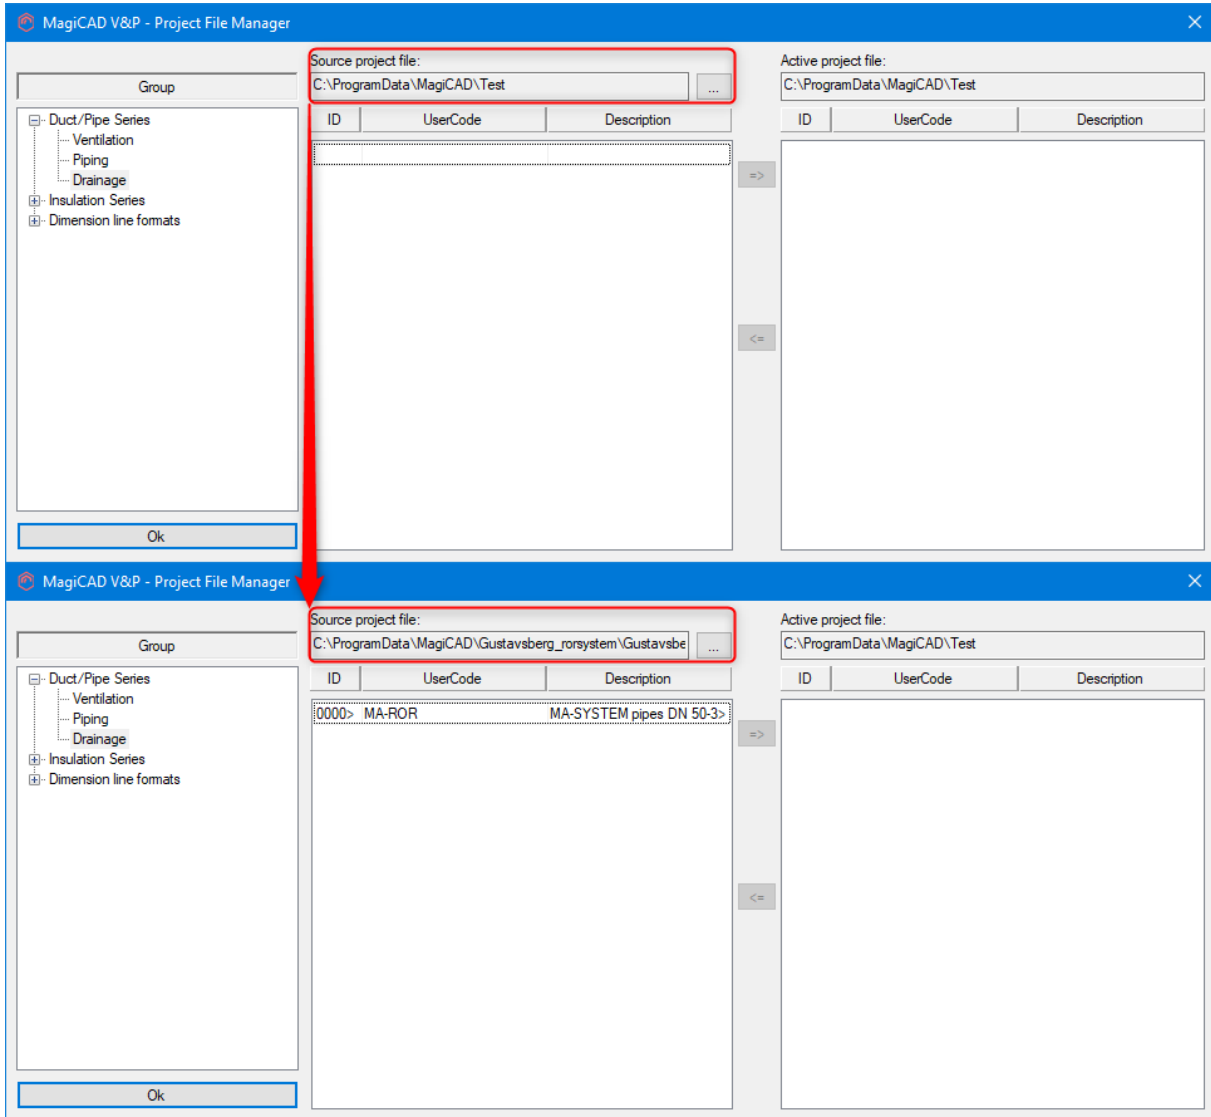 MagiCAD V&P - Project File Manager
Source project file:
Active project file:
Group
C:\ProgramData\MagiCAD\Test
...
C:\ProgramData\MagiCAD\Test
ID UserCode Description
ID UserCode Description
Duct/Pipe Series
Ventilation
Piping
Drainage
Insulation Series
Dimension line formats
=>
<=
Ok
MagiCAD V&P - Project File Manager
Source project file:
Active project file:
Group
C:\ProgramData\MagiCAD\Gustavsberg_rorsystem\Gustavsbe
...
C:\ProgramData\MagiCAD\Test
ID UserCode Description
ID UserCode Description
Duct/Pipe Series
Ventilation
Piping
Drainage
Insulation Series
Dimension line formats
0000> MA-ROR MA-SYSTEM pipes DN 50-3>
=>
<=
Ok